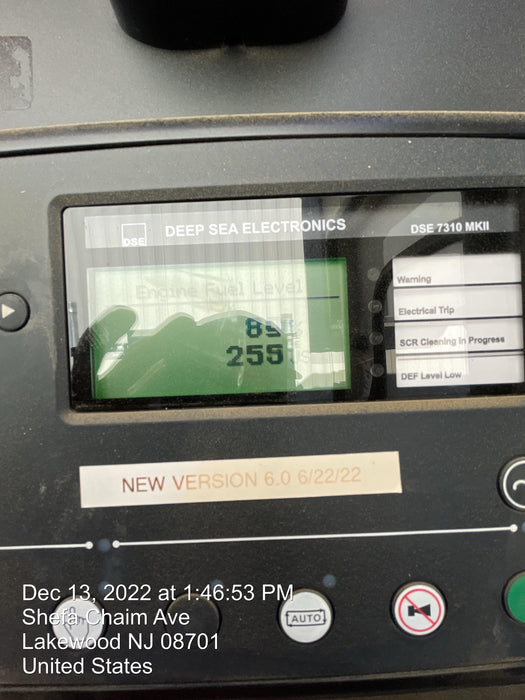 DSE
DEEP SEA ELECTRONICS
DSE 7310 MKII
Engine Fuel Level
255
Warning
Electrical Trip
SCR Cleaning in Progress
DEF Level Low
NEW VERSION 6.0 6/22/22
AUTO
Dec 13, 2022 at 1:46:53 PM
Shefa Chaim Ave
Lakewood NJ 08701
United States